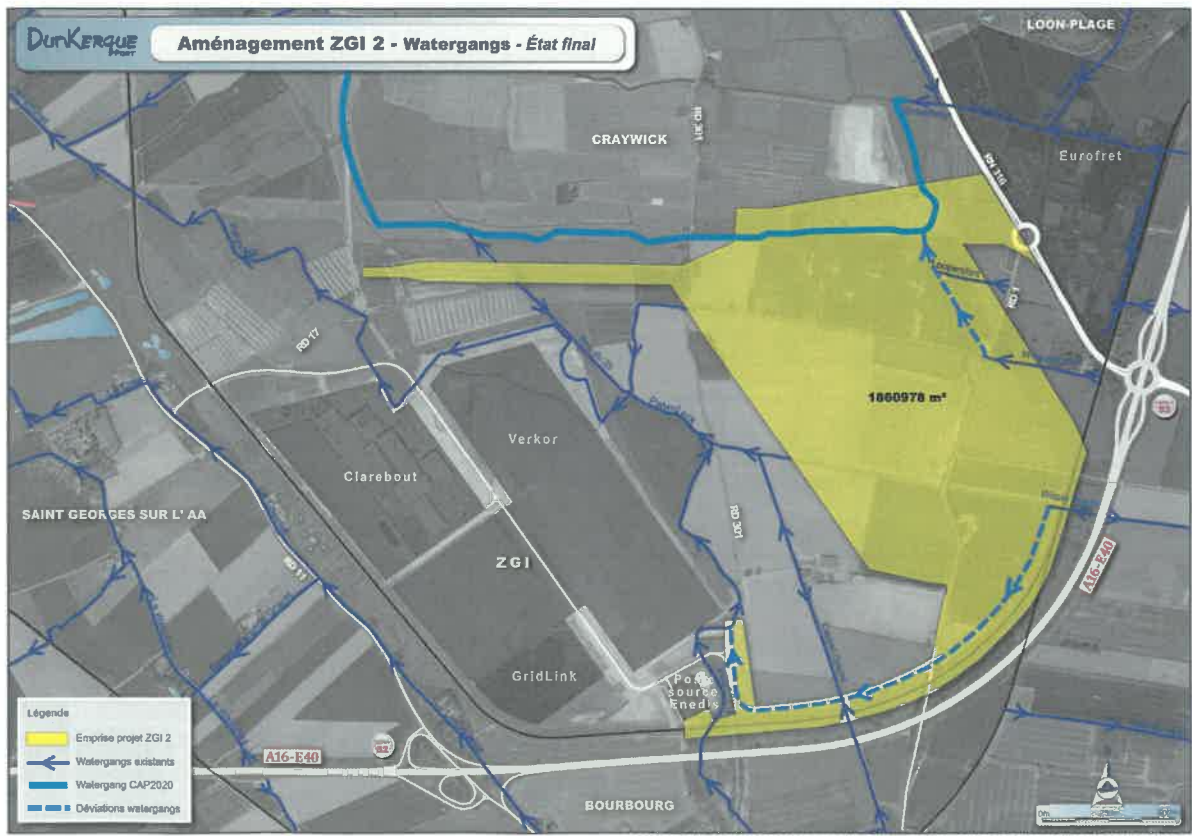 DUNKERQUE
PORT
Aménagement ZGI 2 - Watergangs - État final
LOON-PLAGE
CRAYWICK
RD 301
RN 316
Eurofret
RD 1
RD 17
1860978 m²
Verkor
Clarebout
SAINT GEORGES SUR L' AA
ZGI
RD 301
RD 11
A16-E40
GridLink
Poste
source
Enedis
A16-E40
BOURBOURG
Légende
Emprise projet ZGI 2
Watergangs existants
Watergang CAP2020
Déviations watergangs